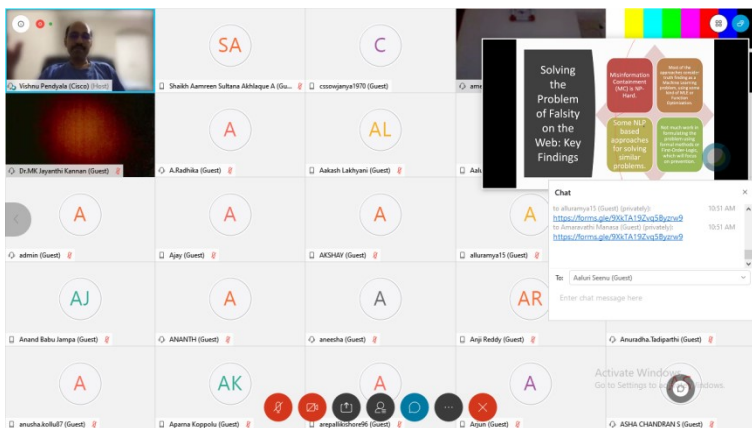 SA
C
Vishnu Pendyala (Cisco) (Host)
Shaikh Aamreen Sultana Akhlaque A (Gu...
cssowjanya1970 (Guest)
ame
Solving
the
Problem
of Falsity
on the
Web: Key
Findings
Misinformation
Containment
(MC) is NP-
Hard.
Most of the
approaches consider
truth finding as a
Machine Learning
problem, using some
kind of MLE or
Function
Optimization.
Some NLP
based
approaches
for solving
similar
problems.
Not much work in
formulating the
problem using
formal methods or
First-Order Logic,
which will focus
on prevention.
A
AL
Dr.MK Jayanthi Kannan (Guest)
A.Radhika (Guest)
Aakash Lakhyani (Guest)
Aalu
Chat
to alluramya15 (Guest) (privately):
10:51 AM
https://forms.gle/9XkTA19Zvq5Byzrw9
to Amaravathi Manasa (Guest) (privately):
10:51 AM
https://forms.gle/9XkTA19Zvq5Byzrw9
To:
Aaluri Seenu (Guest)
Enter chat message here
A
A
A
A
admin (Guest)
Ajay (Guest)
AKSHAY (Guest)
alluramya15 (Guest)
AJ
A
A
AR
Anand Babu Jampa (Guest)
ANANTH (Guest)
aneesha (Guest)
Anji Reddy (Guest)
Anuradha.Tadiparthi (Guest)
A
AK
A
A
Activate Windows
Go to Settings to activate Windows.
anusha.kollu87 (Guest)
Aparna Koppolu (Guest)
arepallikishore96 (Guest)
Arjun (Guest)
ASHA CHANDRAN S (Guest)